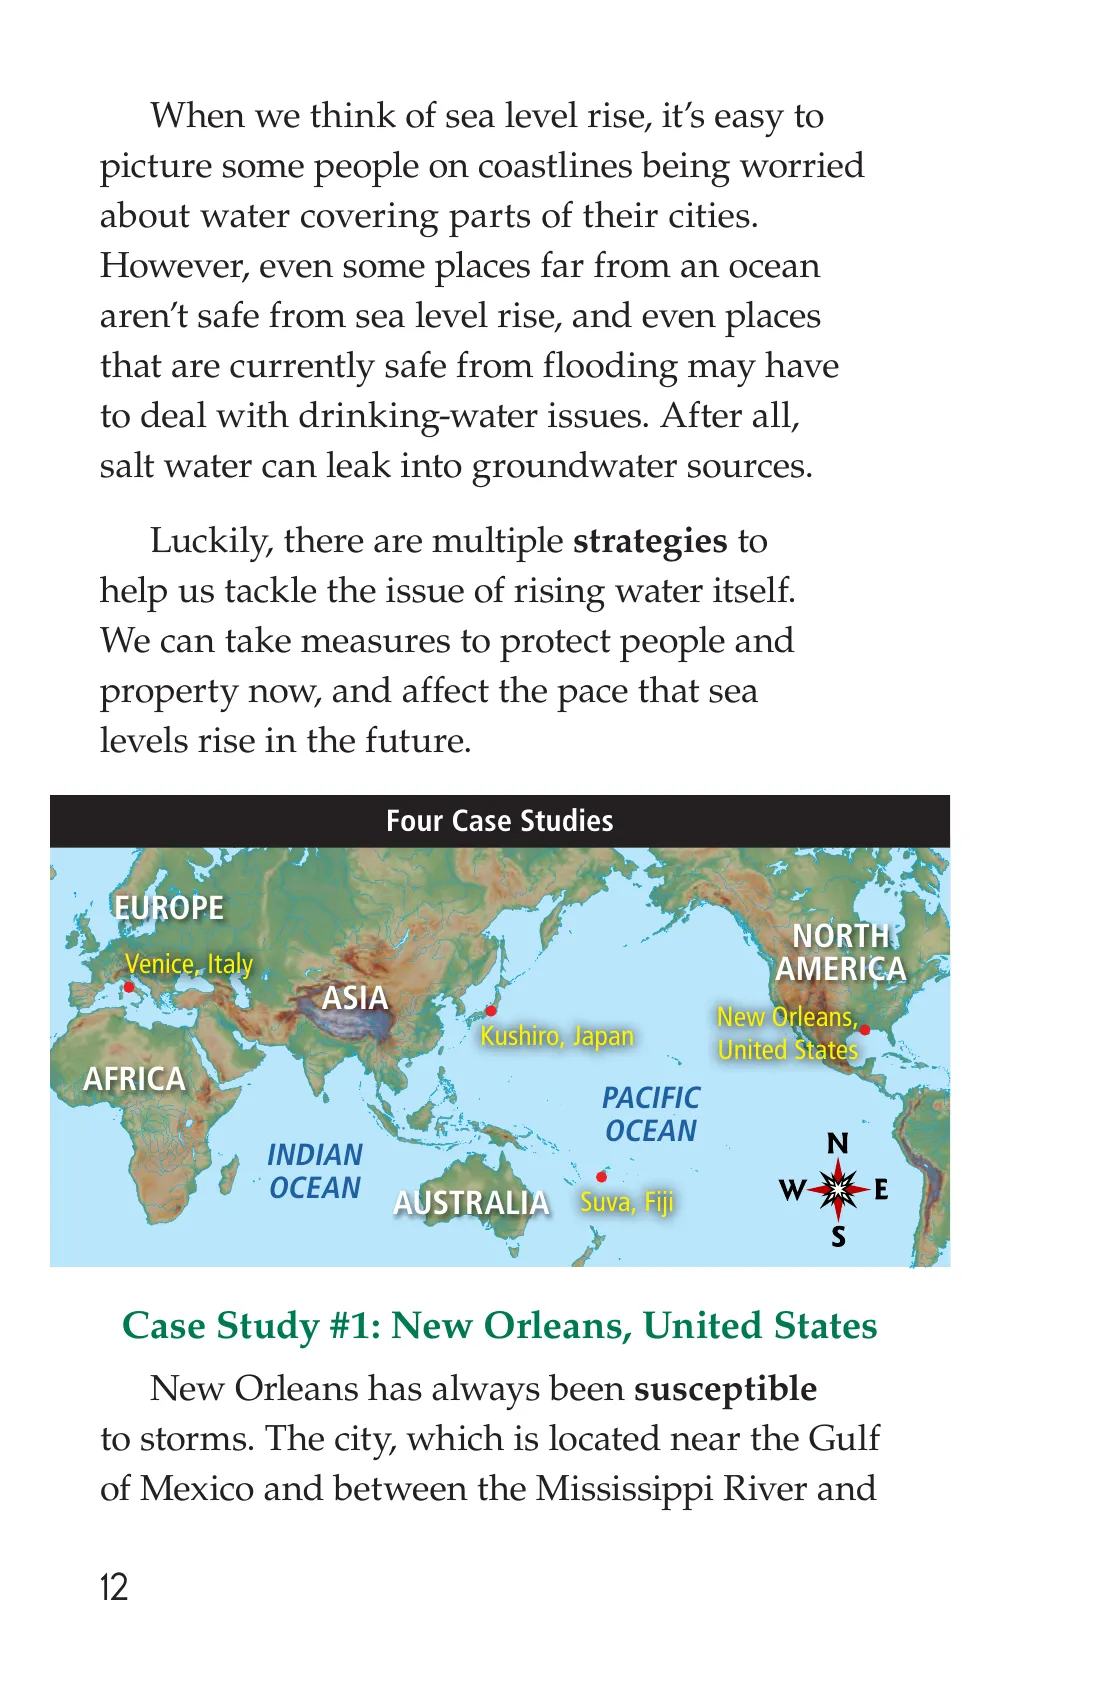 When we think of sea level rise, it’s easy to
picture some people on coastlines being worried
about water covering parts of their cities.
However, even some places far from an ocean
aren’t safe from sea level rise, and even places
that are currently safe from flooding may have
to deal with drinking-water issues. After all,
salt water can leak into groundwater sources.
Luckily, there are multiple strategies to
help us tackle the issue of rising water itself.
We can take measures to protect people and
property now, and affect the pace that sea
levels rise in the future.
Four Case Studies
EUROPE
Venice, Italy
ASIA
AFRICA
Kushiro, Japan
NORTH
AMERICA
New Orleans,
United States
PACIFIC
OCEAN
INDIAN
OCEAN
AUSTRALIA
Suva, Fiji
N
W E
S
Case Study #1: New Orleans, United States
New Orleans has always been susceptible
to storms. The city, which is located near the Gulf
of Mexico and between the Mississippi River and
12